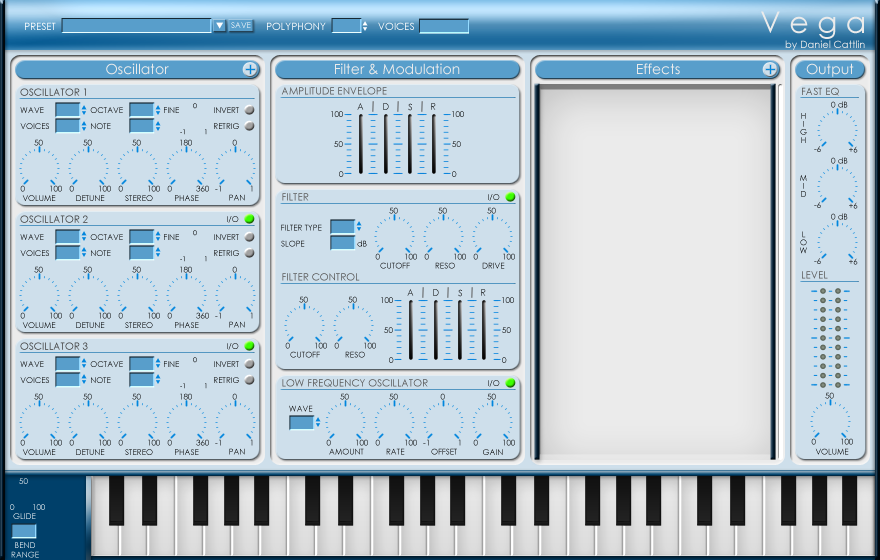 PRESET SAVE POLYPHONY VOICES Vega
by Daniel Cattlin
Oscillator
OSCILLATOR 1
WAVE OCTAVE FINE 0 INVERT
VOICES NOTE -1 1 RETRIG
50 50 50 180 0
0 100 0 100 0 100 0 360 -1 1
VOLUME DETUNE STEREO PHASE PAN
OSCILLATOR 2 I/O
WAVE OCTAVE FINE 0 INVERT
VOICES NOTE -1 1 RETRIG
50 50 50 180 0
0 100 0 100 0 100 0 360 -1 1
VOLUME DETUNE STEREO PHASE PAN
OSCILLATOR 3 I/O
WAVE OCTAVE FINE 0 INVERT
VOICES NOTE -1 1 RETRIG
50 50 50 180 0
0 100 0 100 0 100 0 360 -1 1
VOLUME DETUNE STEREO PHASE PAN
Filter & Modulation
AMPLITUDE ENVELOPE
A | D | S | R
100 100
50 50
0 0
FILTER I/O
50 50 50
FILTER TYPE
SLOPE dB
0 100 0 100 0 100
CUTOFF RESO DRIVE
FILTER CONTROL
A | D | S | R
50 50 100 100
50 50
0 100 0 100 0 0
CUTOFF RESO
LOW FREQUENCY OSCILLATOR I/O
50 50 0 50
WAVE
0 100 0 100 -1 1 0 100
AMOUNT RATE OFFSET GAIN
Effects
Output
FAST EQ
0 dB
HIGH
-6 +6
0 dB
MID
-6 +6
0 dB
LOW
-6 +6
LEVEL
50
0 100
VOLUME
50
0 100
GLIDE
BEND
RANGE